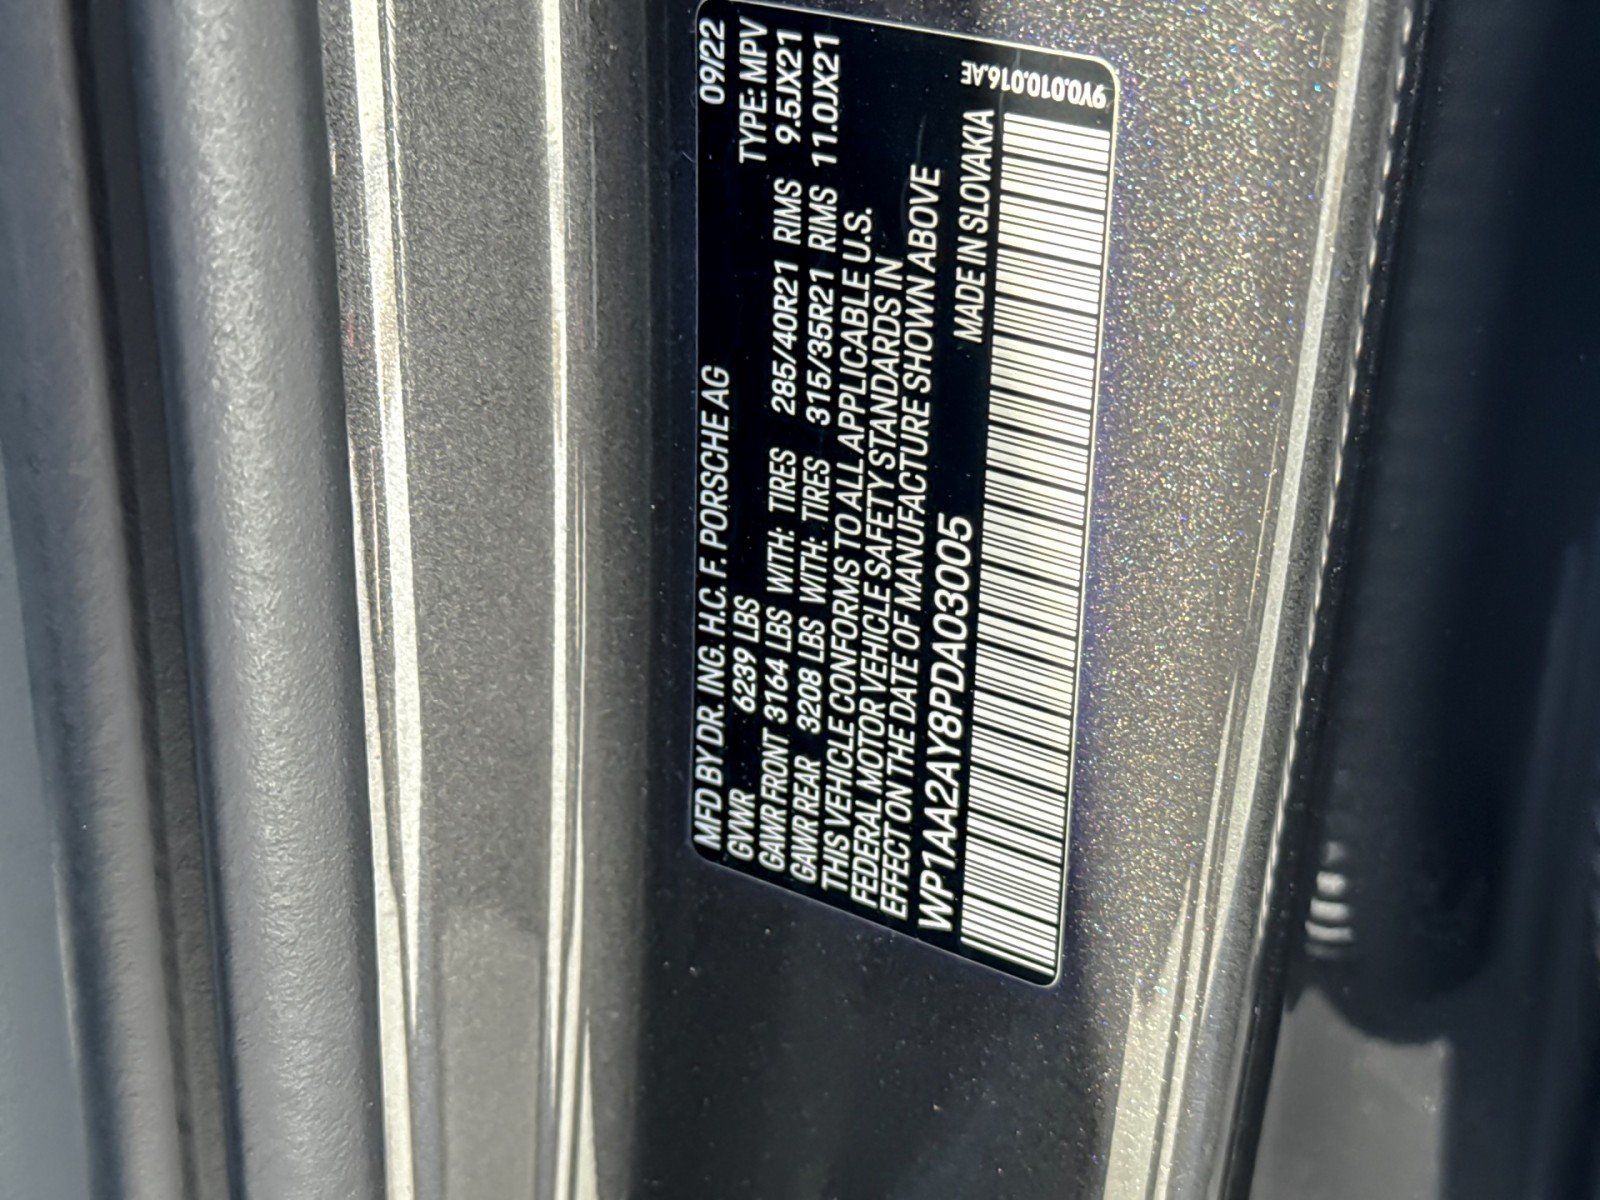 MFD BY DR. ING. H.C. F. PORSCHE AG 09/22
GVWR 6239 LBS TYPE: MPV
GAWR FRONT 3164 LBS WITH: TIRES 285/40R21 RIMS 9.5JX21
GAWR REAR 3208 LBS WITH: TIRES 315/35R21 RIMS 11.0JX21
THIS VEHICLE CONFORMS TO ALL APPLICABLE U.S.
FEDERAL MOTOR VEHICLE SAFETY STANDARDS IN
EFFECT ON THE DATE OF MANUFACTURE SHOWN ABOVE
WP1AA2AY8PDA03005 MADE IN SLOVAKIA
9Y0.010.016.AE